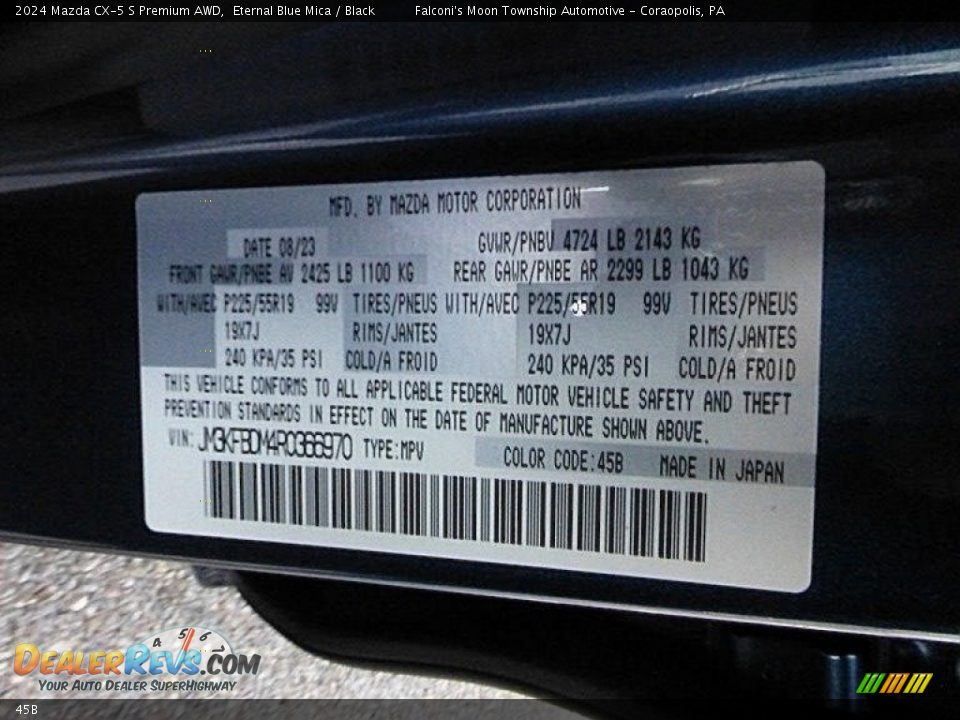 2024 Mazda CX-5 S Premium AWD, Eternal Blue Mica / Black Falconi's Moon Township Automotive - Coraopolis, PA
MFD. BY MAZDA MOTOR CORPORATION
DATE 08/23 GVWR/PNBV 4724 LB 2143 KG
FRONT GAWR/PNBE AV 2425 LB 1100 KG REAR GAWR/PNBE AR 2299 LB 1043 KG
WITH/AVEC P225/55R19 99V TIRES/PNEUS WITH/AVEC P225/55R19 99V TIRES/PNEUS
19X7J RIMS/JANTES 19X7J RIMS/JANTES
240 KPA/35 PSI COLD/A FROID 240 KPA/35 PSI COLD/A FROID
THIS VEHICLE CONFORMS TO ALL APPLICABLE FEDERAL MOTOR VEHICLE SAFETY AND THEFT
PREVENTION STANDARDS IN EFFECT ON THE DATE OF MANUFACTURE SHOWN ABOVE.
VIN: JM3KFBDM4R0366970 TYPE:MPV COLOR CODE:45B MADE IN JAPAN
4 5 6
DEALERREVS.COM
YOUR AUTO DEALER SUPERHIGHWAY
45B